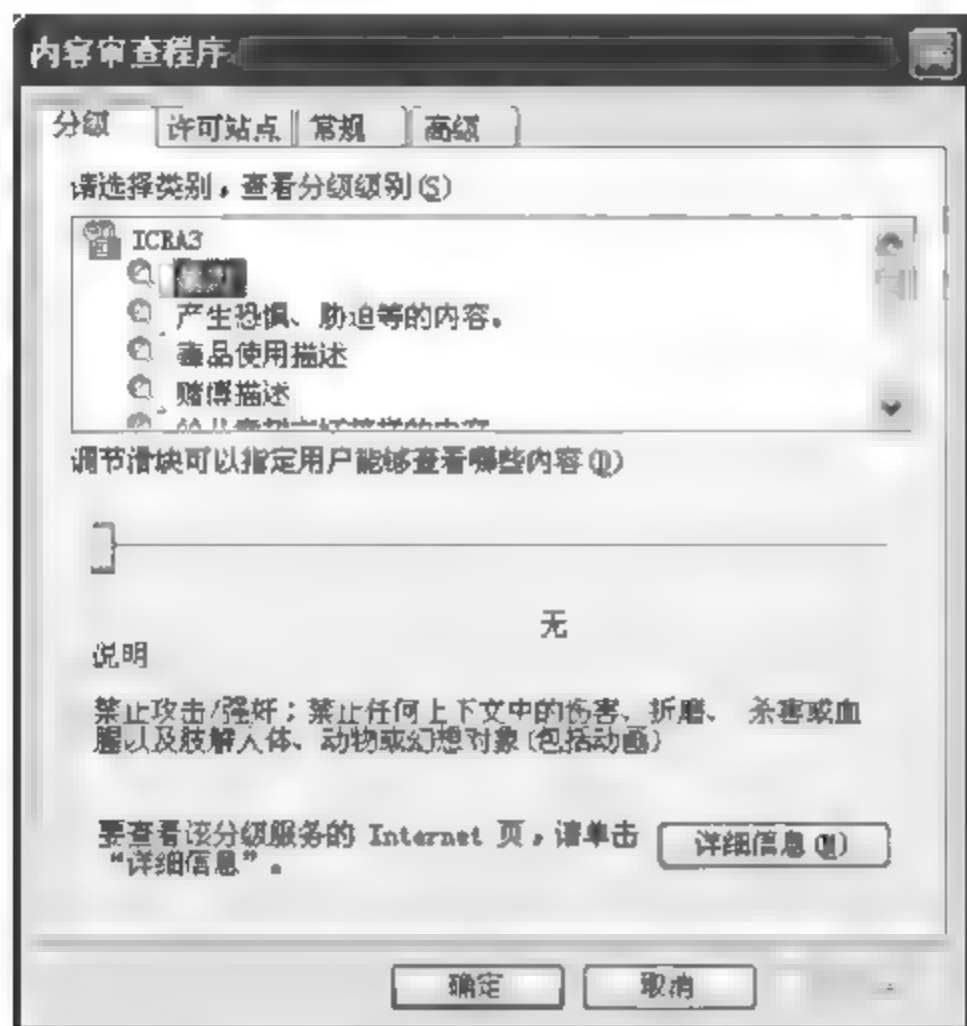 内容审查程序
分级 许可站点 常规 高级
请选择类别，查看分级级别(S)
ICRA3
产生恐惧、胁迫等的内容。
毒品使用描述
赌博描述
调节滑块可以指定用户能够查看哪些内容
无
说明
禁止攻击/强奸；禁止任何上下文中的伤害、折磨、 杀害或血
腥以及肢解人体、动物或幻想对象(包括动画)
要查看该分级服务的 Internet 页，请单击
“详细信息”。
详细信息
确定 取消